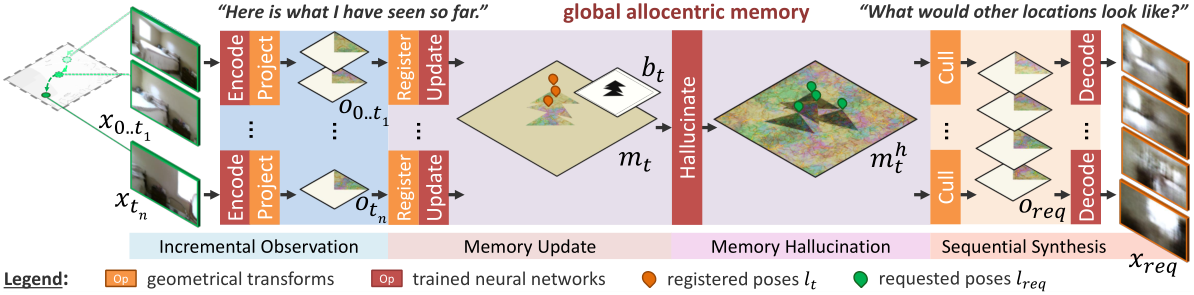 “Here is what I have seen so far.”
global allocentric memory
“What would other locations look like?”
Encode
Project
Register
Update
Hallucinate
Cull
Decode
x_{0..t_1}
o_{0..t_1}
b_t
m_t
m_t^h
...
...
...
...
...
Encode
Project
Register
Update
Cull
Decode
x_{t_n}
o_{t_n}
o_{req}
x_{req}
Incremental Observation
Memory Update
Memory Hallucination
Sequential Synthesis
Legend:
Op geometrical transforms
Op trained neural networks
registered poses l_t
requested poses l_{req}